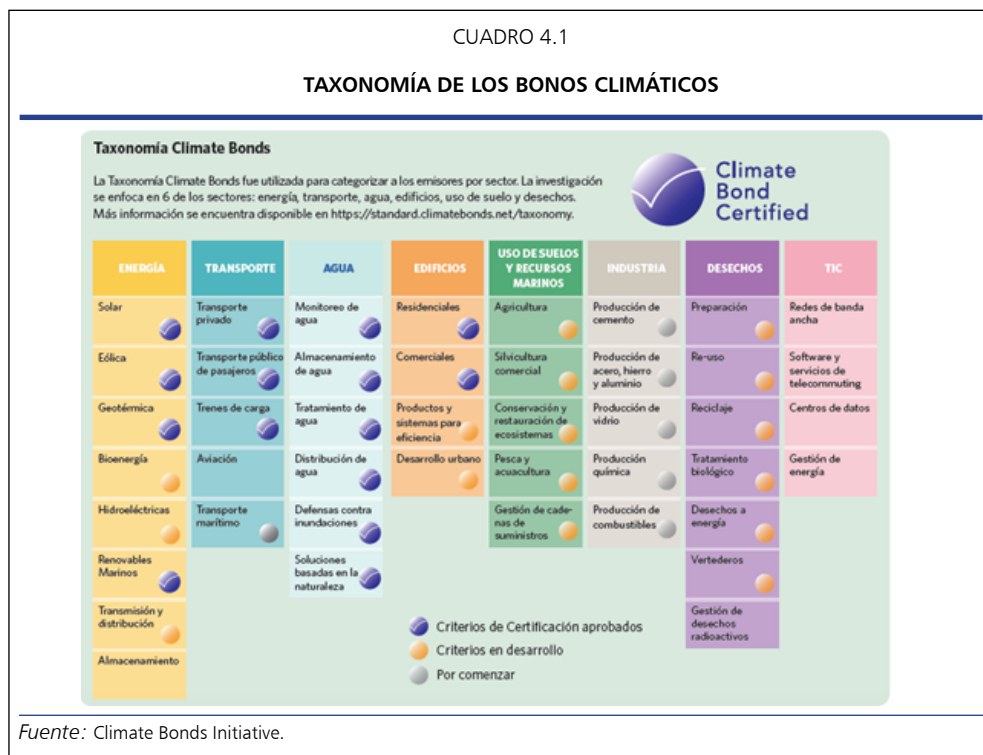 CUADRO 4.1
TAXONOMÍA DE LOS BONOS CLIMÁTICOS
Taxonomía Climate Bonds
La Taxonomía Climate Bonds fue utilizada para categorizar a los emisores por sector. La investigación
se enfoca en 6 de los sectores: energía, transporte, agua, edificios, uso de suelo y desechos.
Más información se encuentra disponible en https://standard.climatebonds.net/taxonomy.
Climate
Bond
Certified
ENERGÍA
Solar
Eólica
Geotérmica
Bioenergía
Hidroeléctricas
Renovables
Marinos
Transmisión y
distribución
Almacenamiento
TRANSPORTE
Transporte
privado
Transporte público
de pasajeros
Trenes de carga
Aviación
Transporte
marítimo
AGUA
Monitoreo de
agua
Almacenamiento
de agua
Tratamiento de
agua
Distribución de
agua
Defensas contra
inundaciones
Soluciones
basadas en la
naturaleza
EDIFICIOS
Residenciales
Comerciales
Productos y
sistemas para
eficiencia
Desarrollo urbano
USO DE SUELOS
Y RECURSOS
MARINOS
Agricultura
Silvicultura
comercial
Conservación y
restauración de
ecosistemas
Pesca y
acuacultura
Gestión de cade-
nas de
suministros
INDUSTRIA
Producción de
cemento
Producción de
acero, hierro
y aluminio
Producción de
vidrio
Producción
química
Producción de
combustibles
DESECHOS
Preparación
Re-uso
Reciclaje
Tratamiento
biológico
Desechos a
energía
Vertederos
Gestión de
desechos
radioactivos
TIC
Redes de banda
ancha
Software y
servicios de
telecommuting
Centros de datos
Gestión de
energía
Criterios de Certificación aprobados
Criterios en desarrollo
Por comenzar
Fuente: Climate Bonds Initiative.